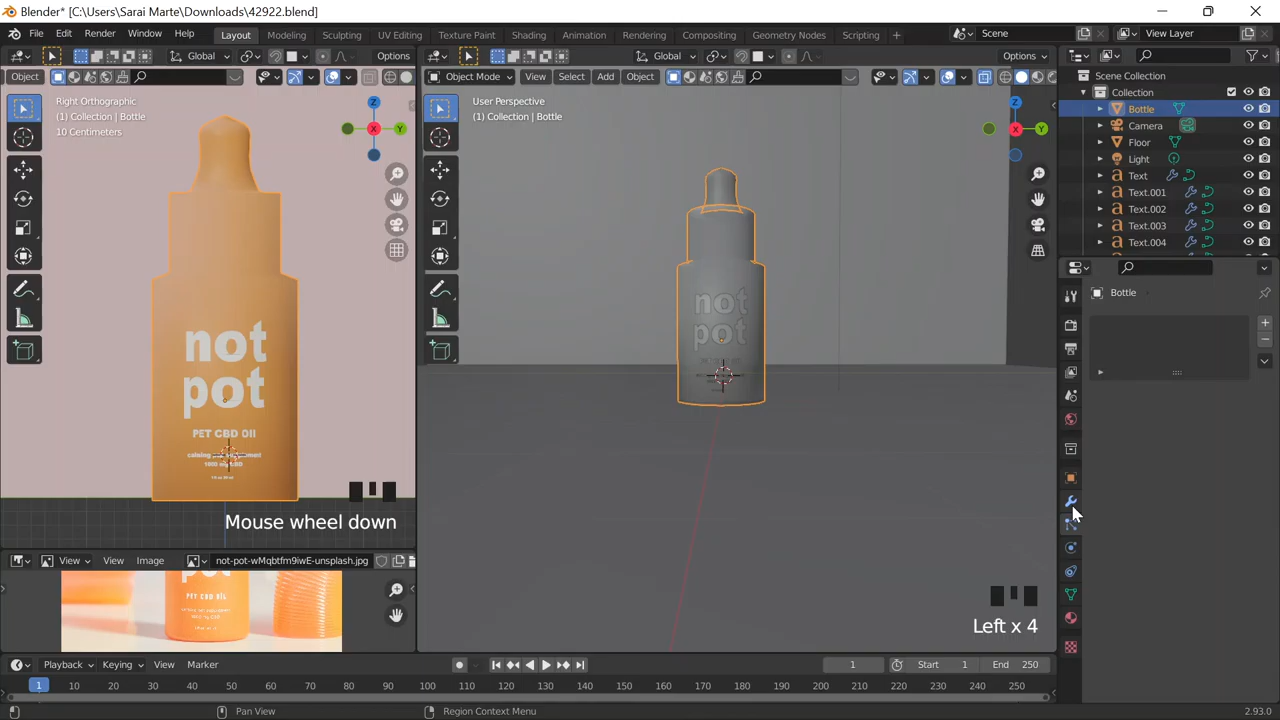 Blender* [C:\Users\Sarai Marte\Downloads\42922.blend]
File Edit Render Window Help Layout Modeling Sculpting UV Editing Texture Paint Shading Animation Rendering Compositing Geometry Nodes Scripting + Scene View Layer
Global Options Global Options
Object Object Mode View Select Add Object
Right Orthographic
(1) Collection | Bottle
10 Centimeters
Z
X
Y
User Perspective
(1) Collection | Bottle
Z
X
Y
Scene Collection
Collection
Bottle
Camera
Floor
Light
Text
Text.001
Text.002
Text.003
Text.004
Bottle
not
pot
PET CBD Oil
not
pot
Mouse wheel down
Left x 4
View View Image not-pot-wMqbtfm9iwE-unsplash.jpg
PET CBD OIL
Playback Keying View Marker 1 Start 1 End 250
1 10 20 30 40 50 60 70 80 90 100 110 120 130 140 150 160 170 180 190 200 210 220 230 240 250
Pan View Region Context Menu 2.93.0